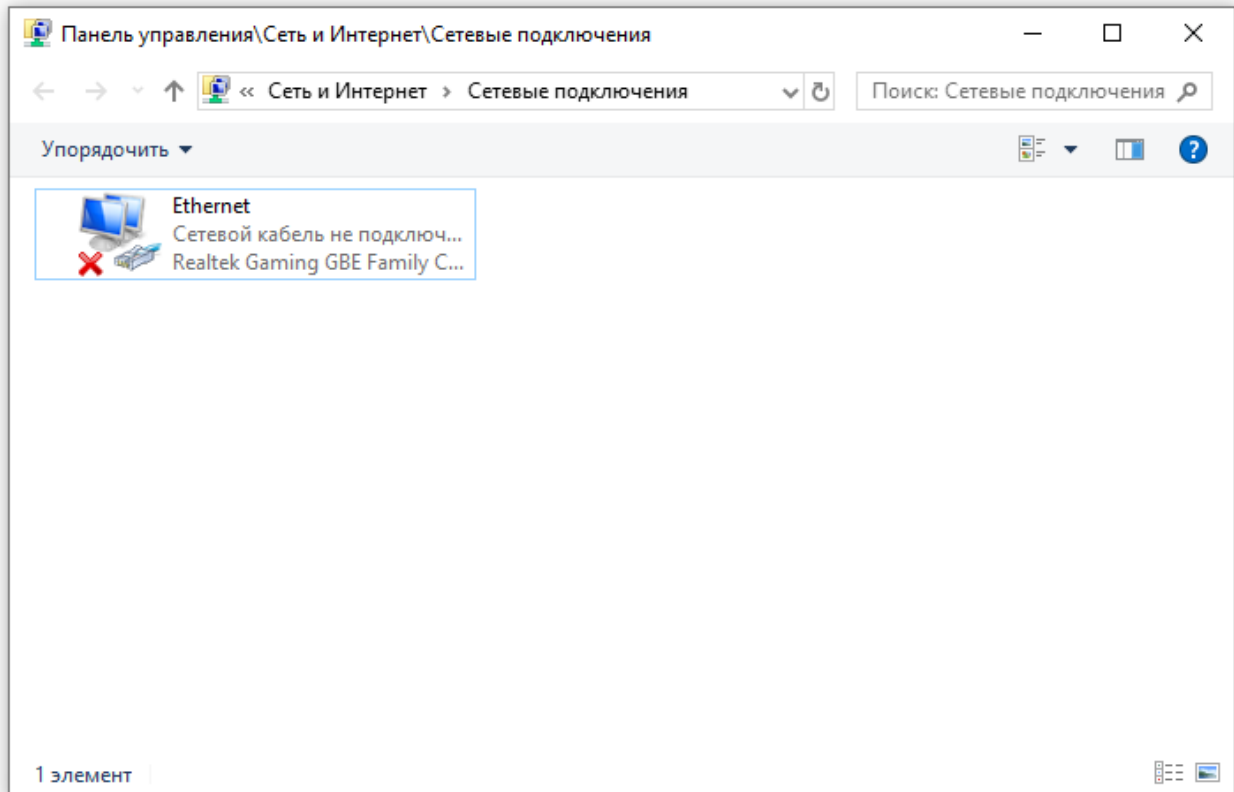 Панель управления\Сеть и Интернет\Сетевые подключения
« Сеть и Интернет › Сетевые подключения
Поиск: Сетевые подключения
Упорядочить
?
Ethernet
Сетевой кабель не подключ...
Realtek Gaming GBE Family C...
1 элемент